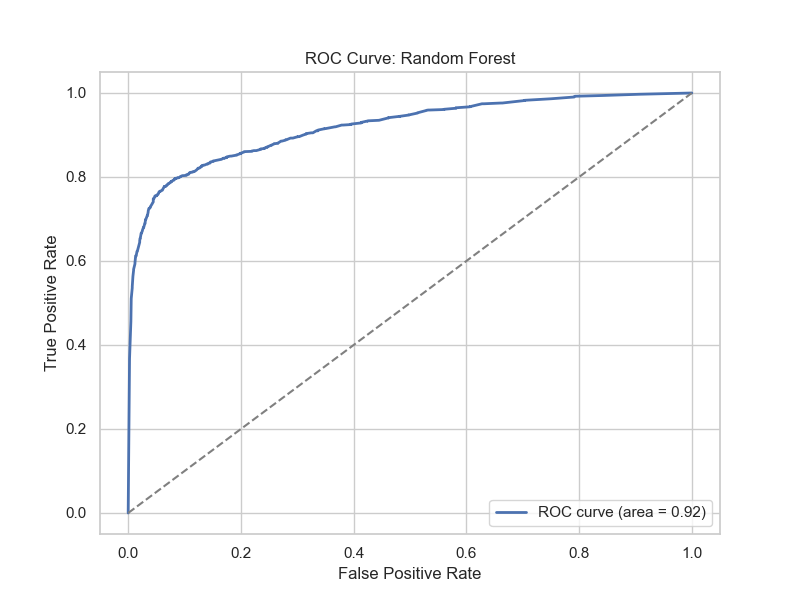 ROC Curve: Random Forest
1.0
0.8
0.6
0.4
0.2
0.0
True Positive Rate
ROC curve (area = 0.92)
0.0 0.2 0.4 0.6 0.8 1.0
False Positive Rate